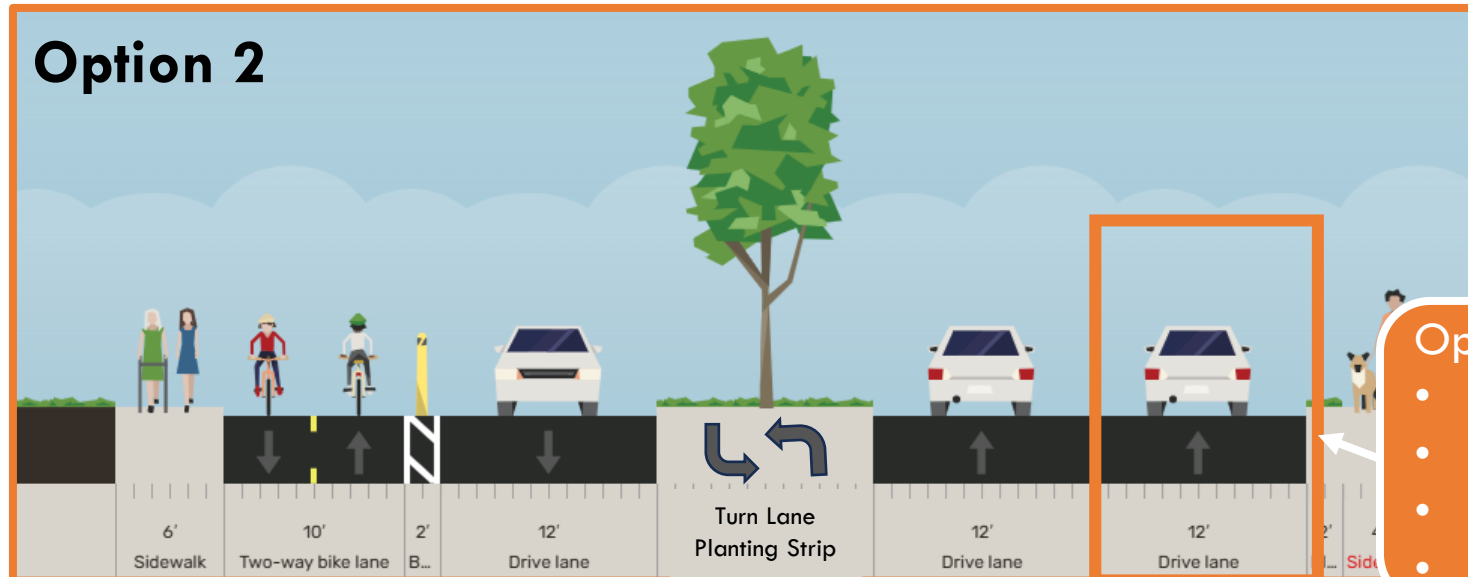 Option 2
Op
Turn Lane
Planting Strip
6'
10'
2'
12'
12'
12'
2'
Sidewalk
Two-way bike lane
B...
Drive lane
Drive lane
Drive lane
Side